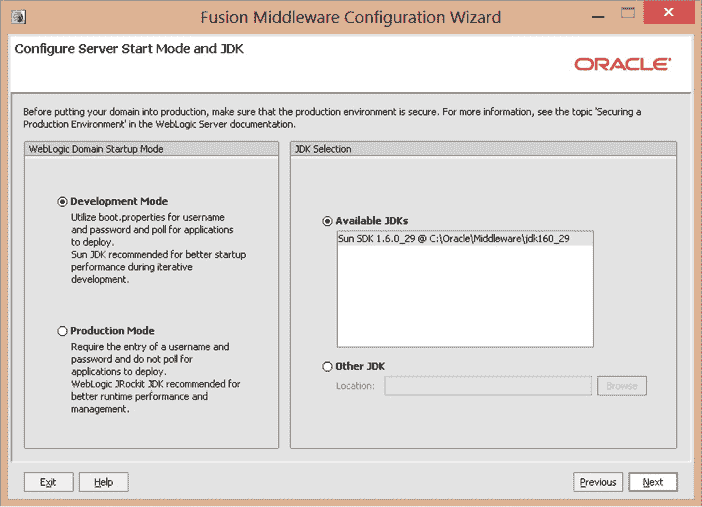 Fusion Middleware Configuration Wizard
Configure Server Start Mode and JDK
ORACLE
Before putting your domain into production, make sure that the production environment is secure. For more information, see the topic 'Securing a
Production Environment' in the WebLogic Server documentation.
WebLogic Domain Startup Mode
Development Mode
Utilize boot.properties for username
and password and poll for applications
to deploy.
Sun JDK recommended for better startup
performance during iterative
development.
Production Mode
Require the entry of a username and
password and do not poll for
applications to deploy.
WebLogic JRockit JDK recommended for
better runtime performance and
management.
JDK Selection
Available JDKs
Sun SDK 1.6.0_29 @ C:\Oracle\Middleware\jdk160_29
Other JDK
Location:
Browse
Exit
Help
Previous
Next